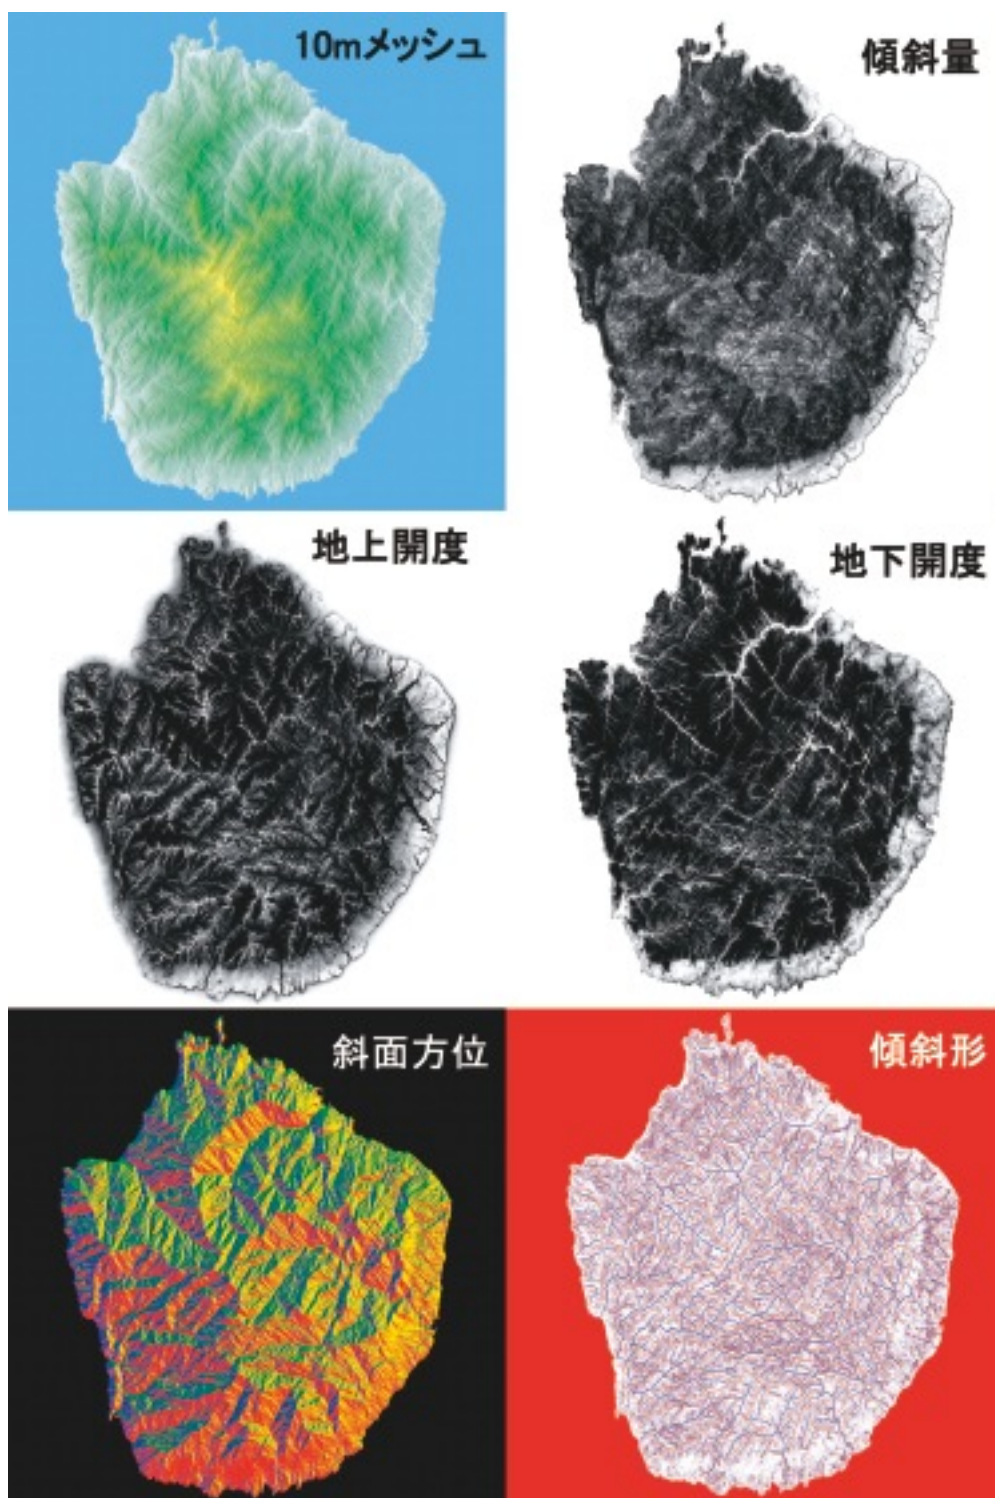 10mメッシュ
傾斜量
地上開度
地下開度
斜面方位
傾斜形